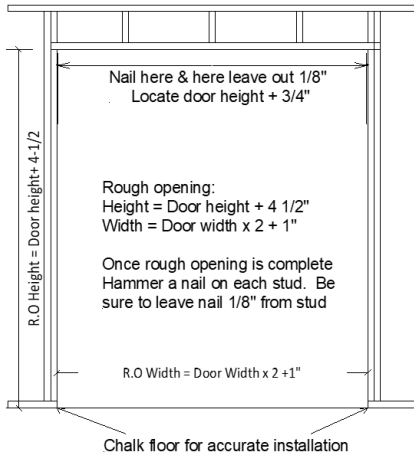 Nail here & here leave out 1/8"
Locate door height + 3/4"
R.O Height = Door height+ 4-1/2
Rough opening:
Height = Door height + 4 1/2"
Width = Door width x 2 + 1"
Once rough opening is complete
Hammer a nail on each stud. Be
sure to leave nail 1/8" from stud
R.O Width = Door Width x 2 +1"
Chalk floor for accurate installation